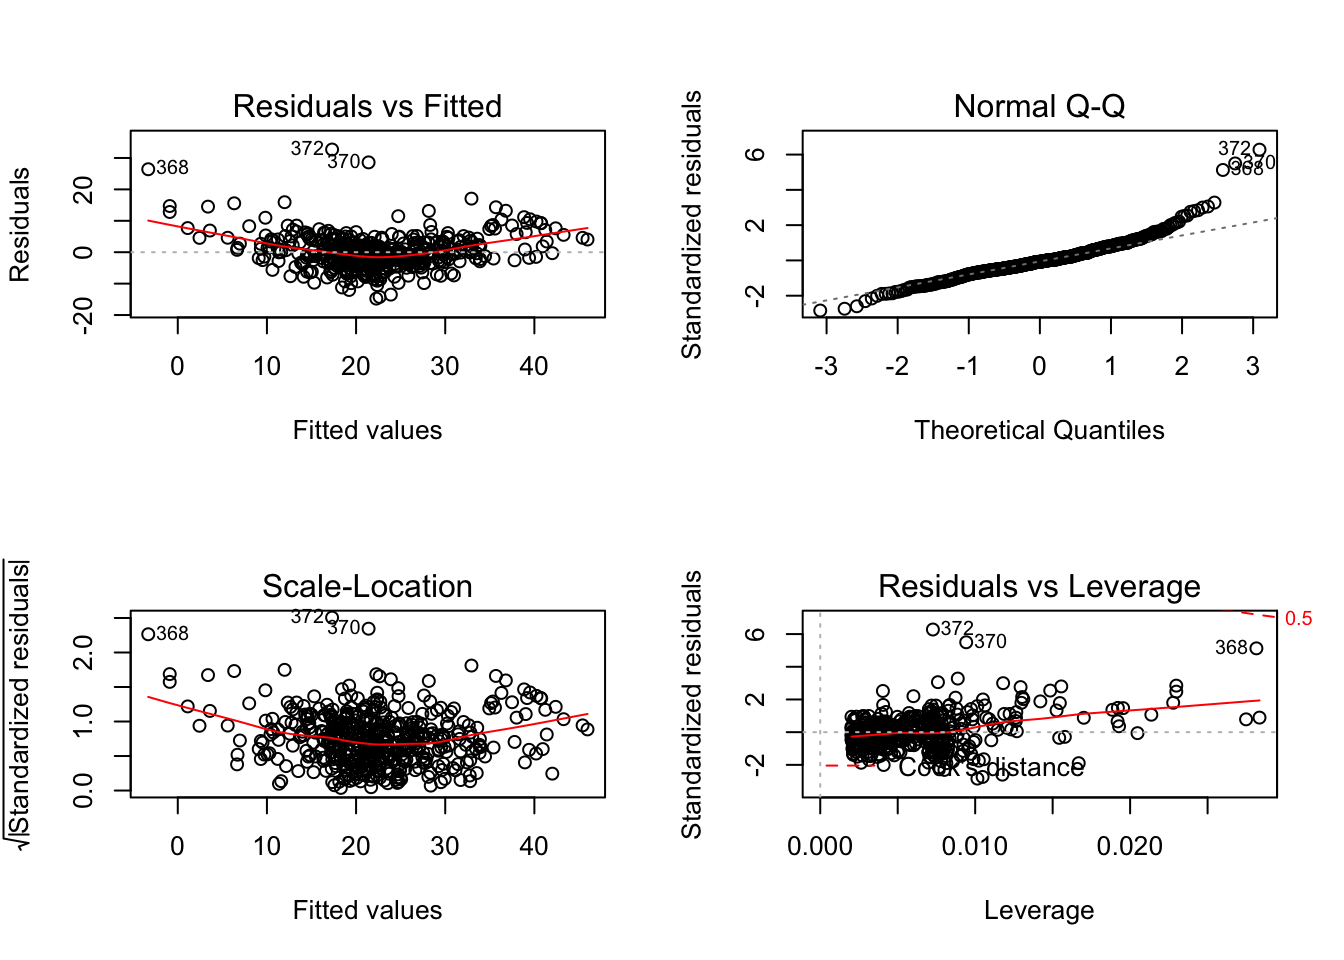 Residuals vs Fitted
Residuals
20
0
-20
372
370
368
0 10 20 30 40
Fitted values
Normal Q-Q
Standardized residuals
6
2
-2
372
370
368
-3 -2 -1 0 1 2 3
Theoretical Quantiles
Scale-Location
√|Standardized residuals|
2.0
1.0
0.0
372
370
368
0 10 20 30 40
Fitted values
Residuals vs Leverage
Standardized residuals
6
2
-2
372
370
368
0.5
Cook's distance
0.000 0.010 0.020
Leverage